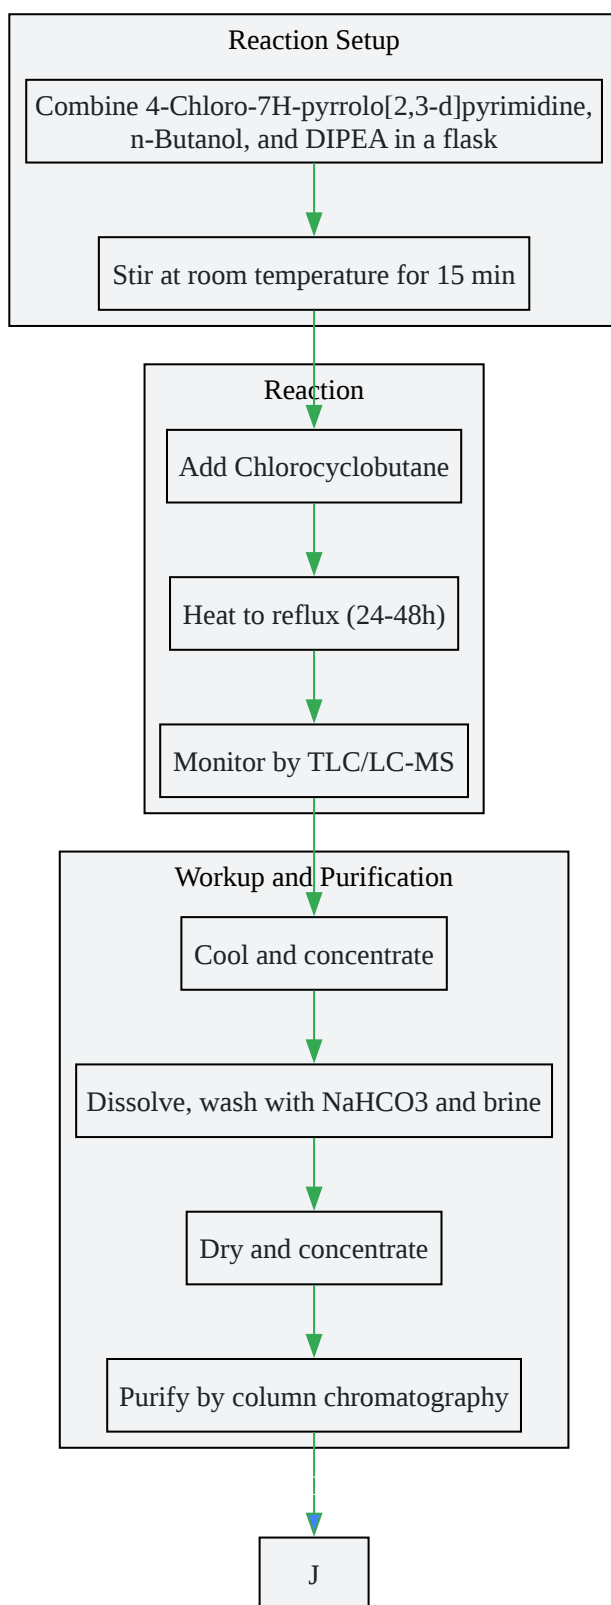 Reaction Setup
Combine 4-Chloro-7H-pyrrolo[2,3-d]pyrimidine,
n-Butanol, and DIPEA in a flask
Stir at room temperature for 15 min
Reaction
Add Chlorocyclobutane
Heat to reflux (24-48h)
Monitor by TLC/LC-MS
Workup and Purification
Cool and concentrate
Dissolve, wash with NaHCO3 and brine
Dry and concentrate
Purify by column chromatography
J